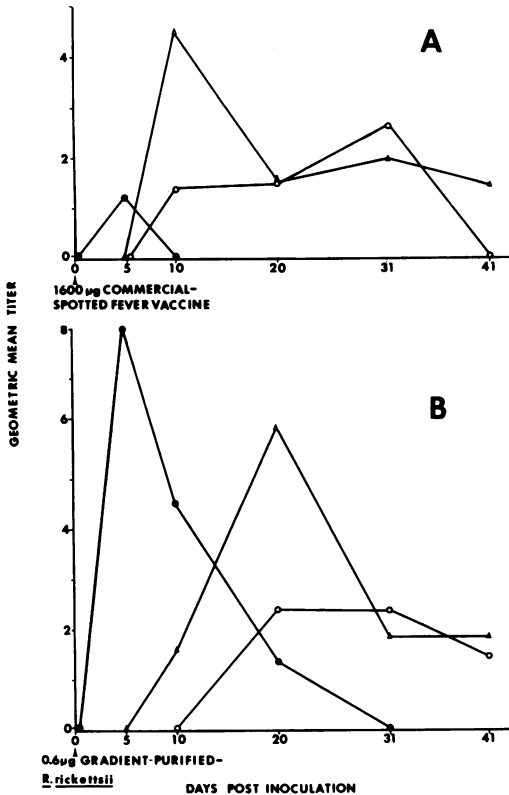 A
4
2
0
0 5 10 20 31 41
1600 μg COMMERCIAL-
SPOTTED FEVER VACCINE
GEOMETRIC MEAN TITER
8
B
6
4
2
0
0 5 10 20 31 41
0.6μg GRADIENT-PURIFIED-
R. rickettsii
DAYS POST INOCULATION